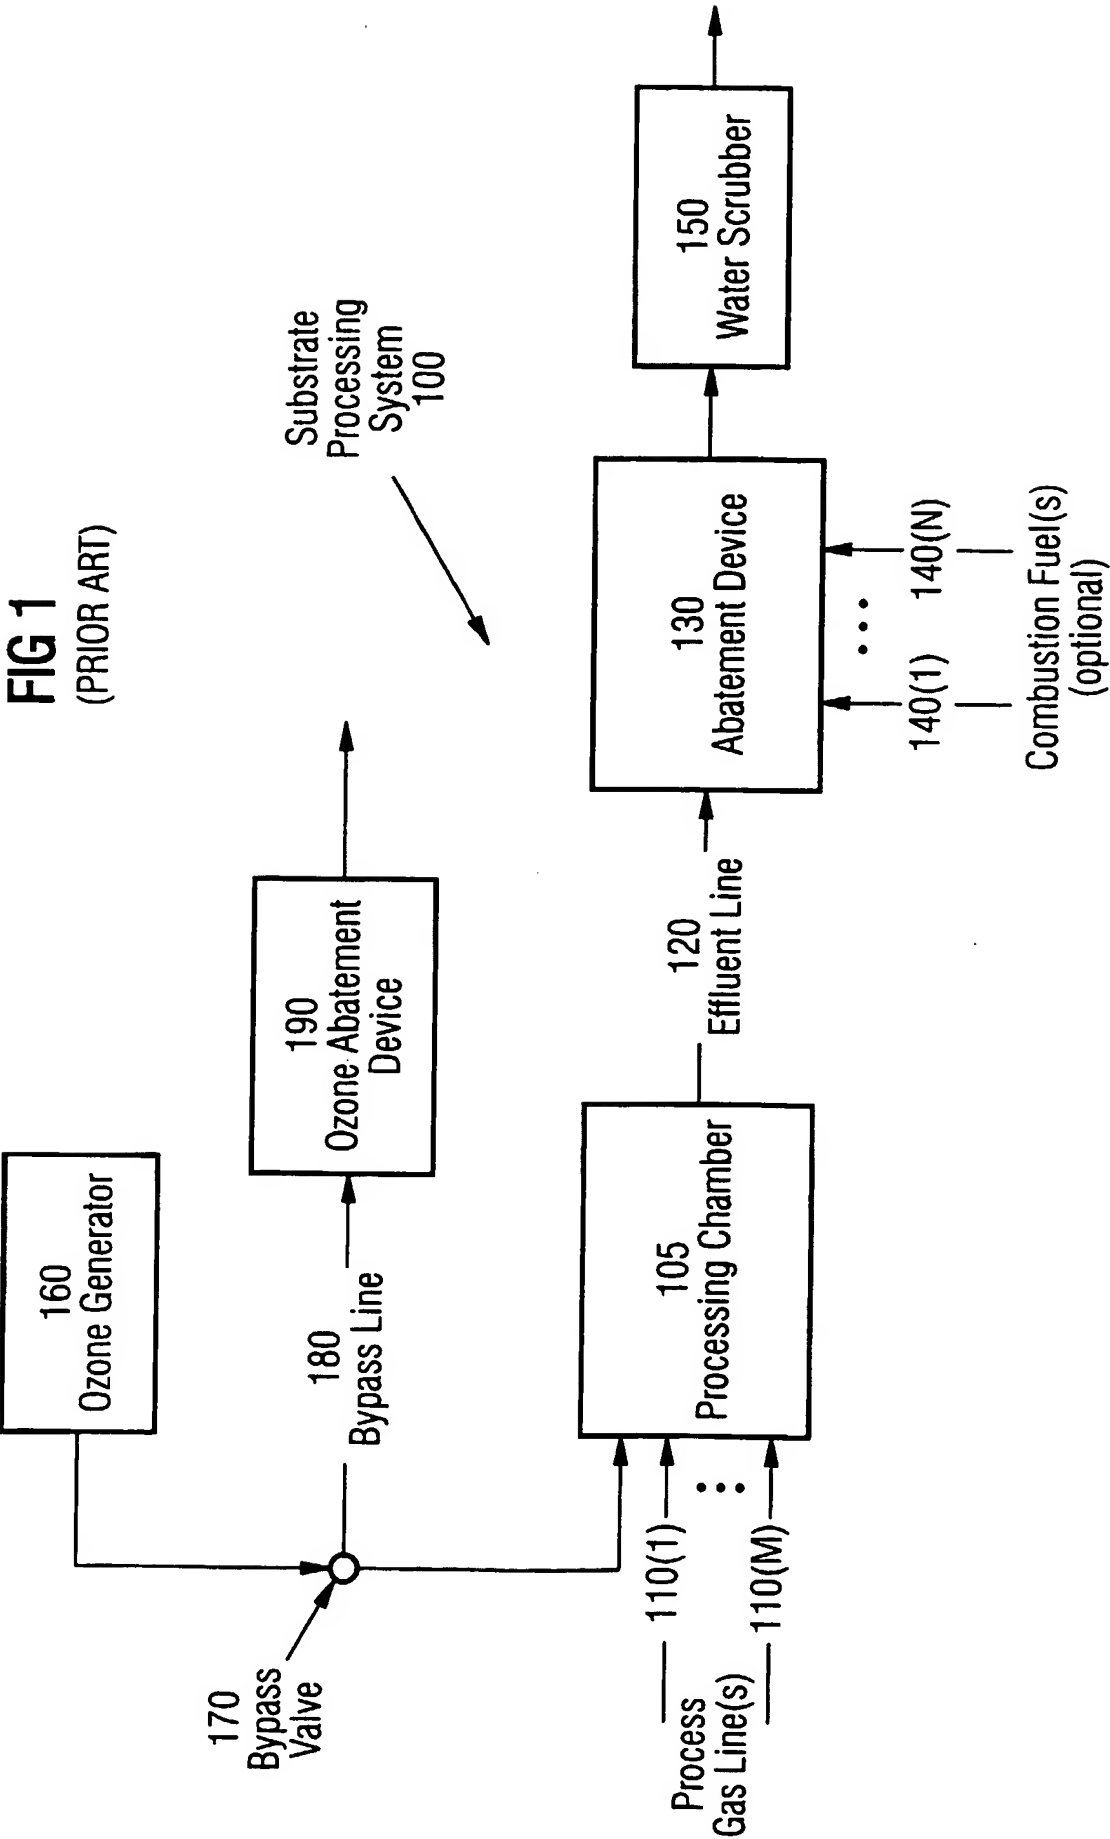 FIG 1
(PRIOR ART)
160
Ozone Generator
170
Bypass
Valve
180
Bypass Line
190
Ozone Abatement
Device
Substrate
Processing
System
100
Process
Gas Line(s)
110(1)
110(M)
105
Processing Chamber
120
Effluent Line
130
Abatement Device
140(1)
140(N)
Combustion Fuel(s)
(optional)
150
Water Scrubber